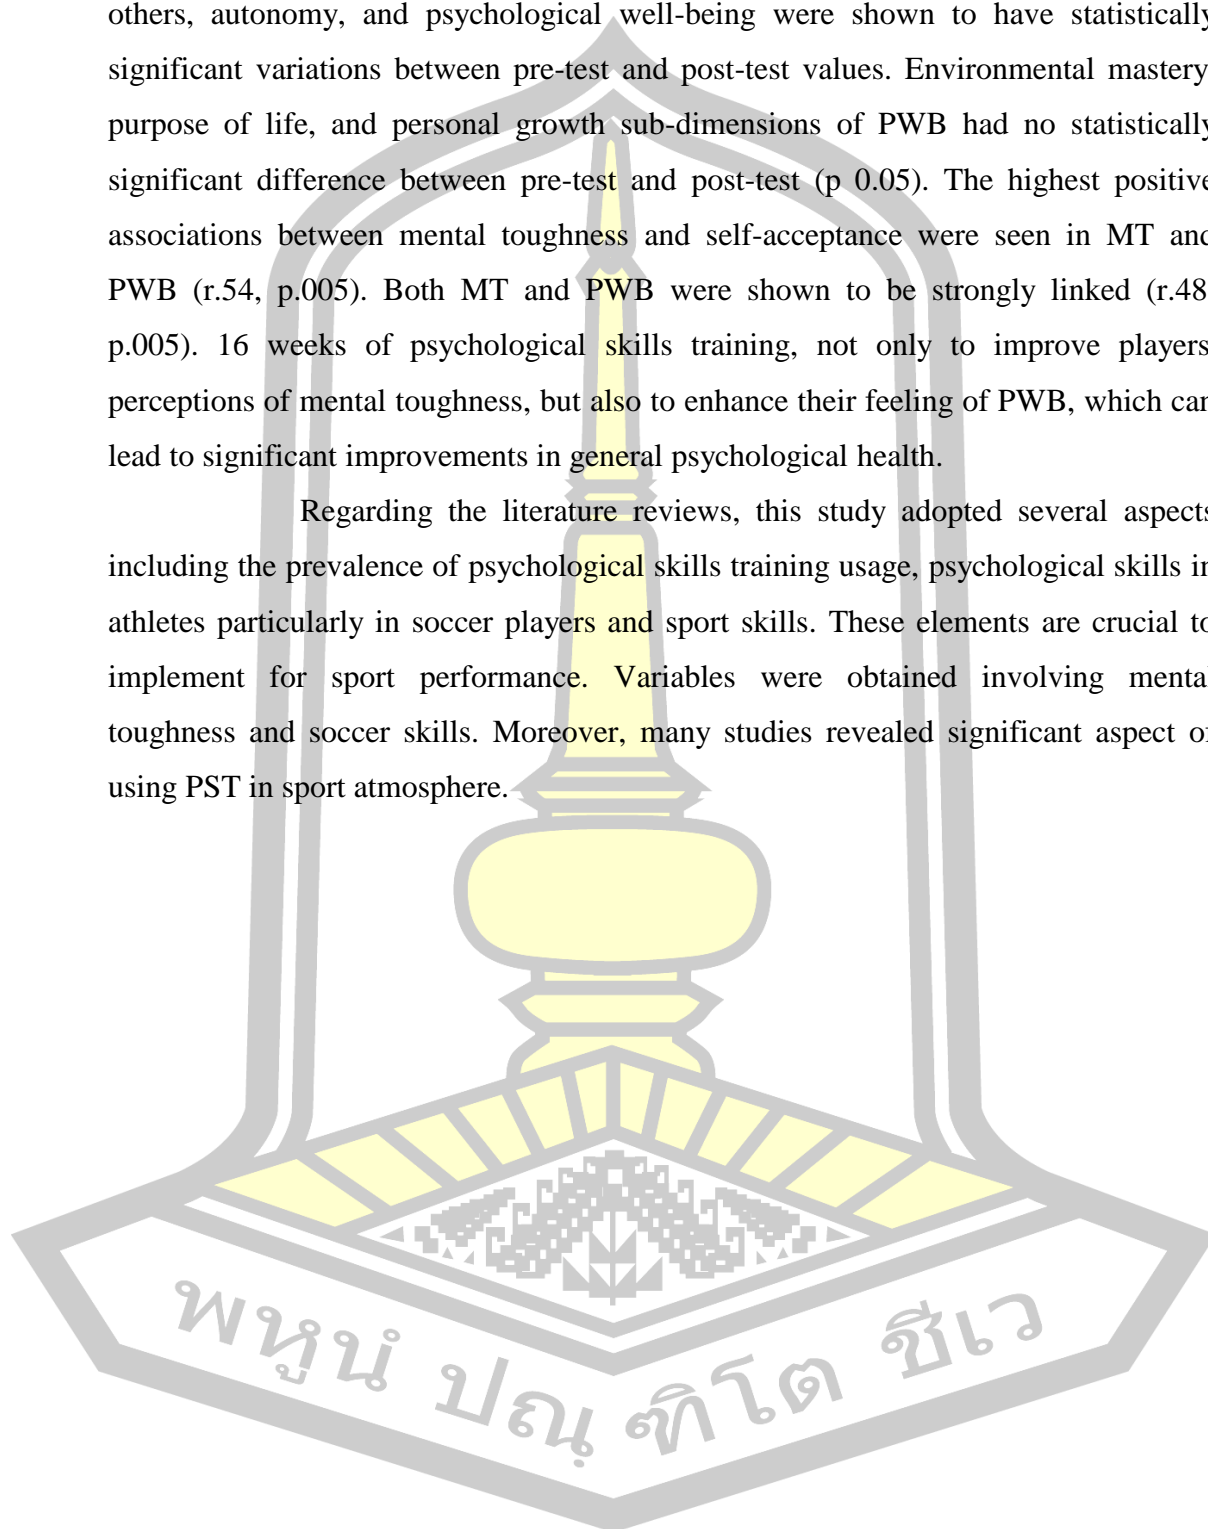 others, autonomy, and psychological well-being were shown to have statistically
significant variations between pre-test and post-test values. Environmental mastery
purpose of life, and personal growth sub-dimensions of PWB had no statistically
significant difference between pre-test and post-test (p 0.05). The highest positive
associations between mental toughness and self-acceptance were seen in MT and
PWB (r.54, p.005). Both MT and PWB were shown to be strongly linked (r.48
p.005). 16 weeks of psychological skills training, not only to improve players
perceptions of mental toughness, but also to enhance their feeling of PWB, which can
lead to significant improvements in general psychological health.
Regarding the literature reviews, this study adopted several aspects
including the prevalence of psychological skills training usage, psychological skills in
athletes particularly in soccer players and sport skills. These elements are crucial to
implement for sport performance. Variables were obtained involving mental
toughness and soccer skills. Moreover, many studies revealed significant aspect of
using PST in sport atmosphere.
พหูนํ ปณฺ ฑิโต ชีเว